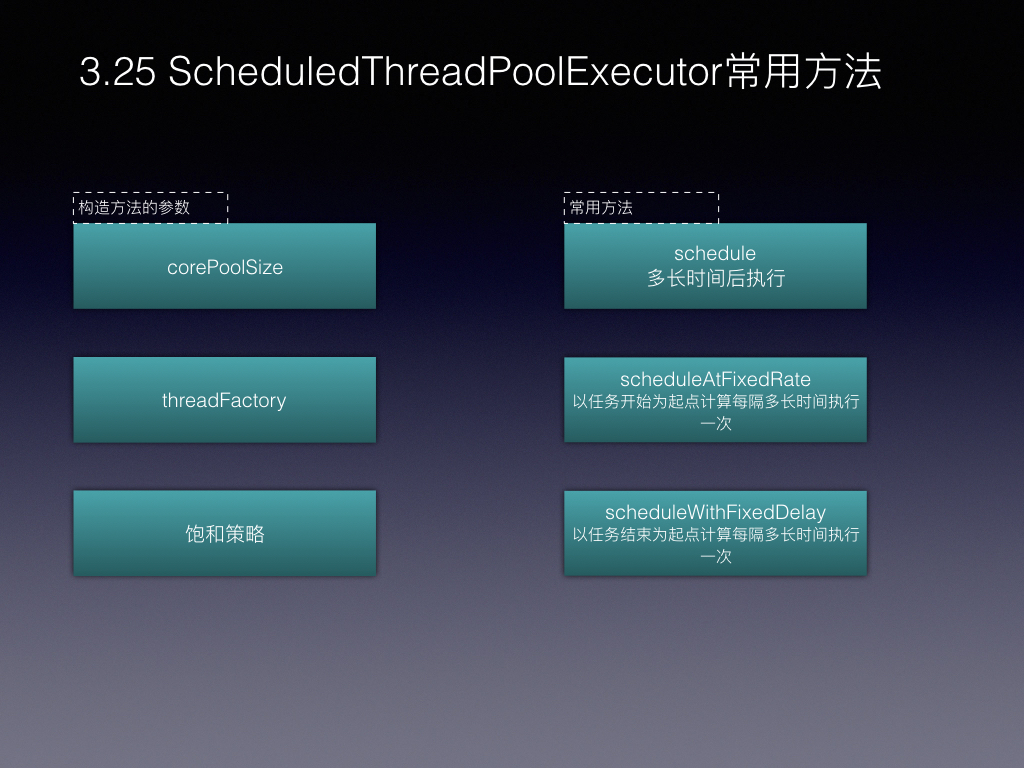 3.25 ScheduledThreadPoolExecutor常用方法
构造方法的参数
corePoolSize
threadFactory
饱和策略
常用方法
schedule
多长时间后执行
scheduleAtFixedRate
以任务开始为起点计算每隔多长时间执行
一次
scheduleWithFixedDelay
以任务结束为起点计算每隔多长时间执行
一次